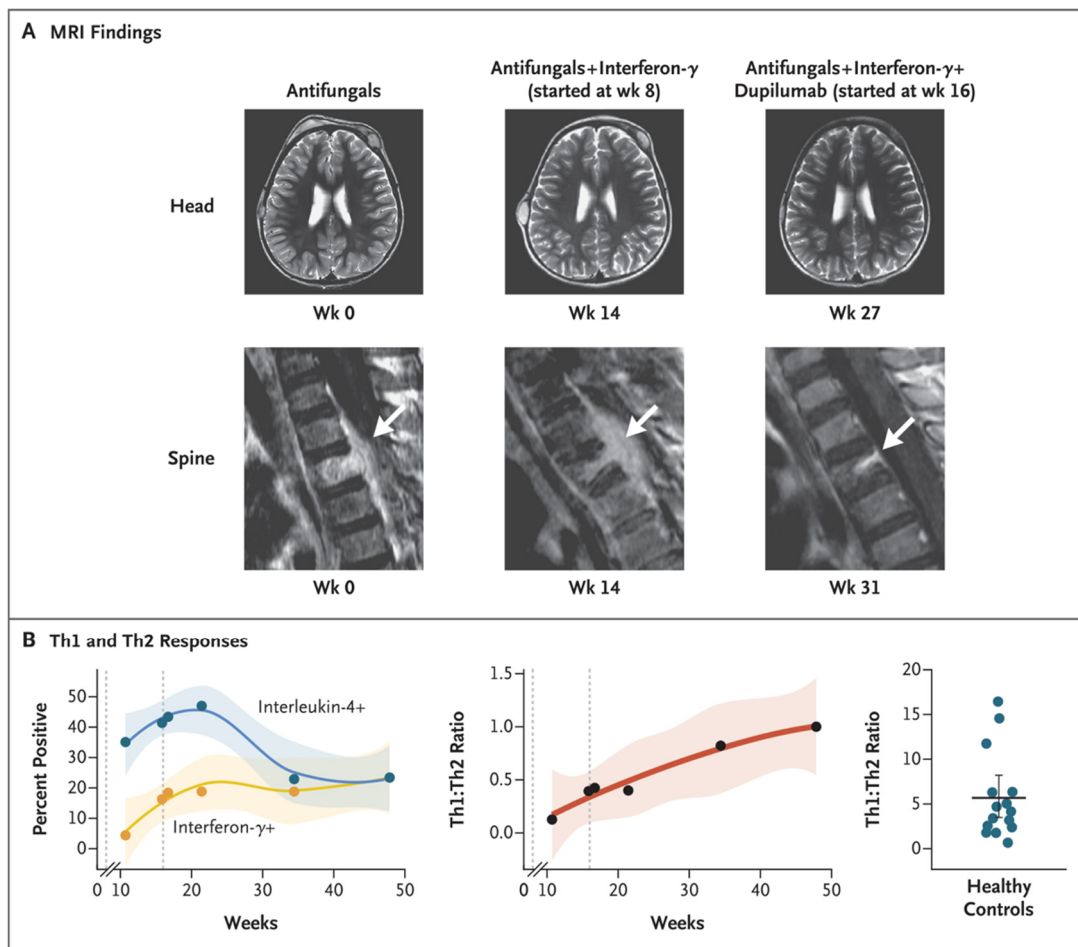 A MRI Findings
Antifungals
Antifungals+Interferon-γ
(started at wk 8)
Antifungals+Interferon-γ+
Dupilumab (started at wk 16)
Head
Wk 0
Wk 14
Wk 27
Spine
Wk 0
Wk 14
Wk 31
B Th1 and Th2 Responses
Percent Positive
50
40
30
20
10
0
Interleukin-4+
Interferon-γ+
0 10 20 30 40 50
Weeks
Th1:Th2 Ratio
1.5
1.0
0.5
0.0
0 10 20 30 40 50
Weeks
Th1:Th2 Ratio
20
15
10
5
0
Healthy
Controls